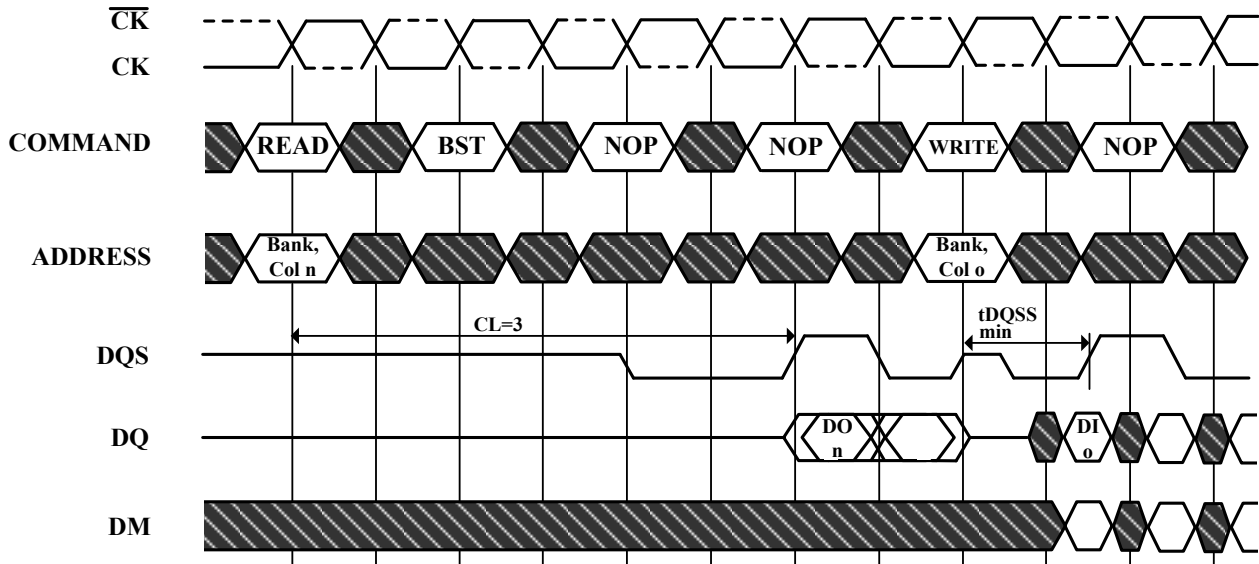 CK
CK
COMMAND
READ
BST
NOP
NOP
WRITE
NOP
ADDRESS
Bank,
Col n
Bank,
Col o
DQS
CL=3
tDQSS
min
DQ
DO
n
DI
o
DM